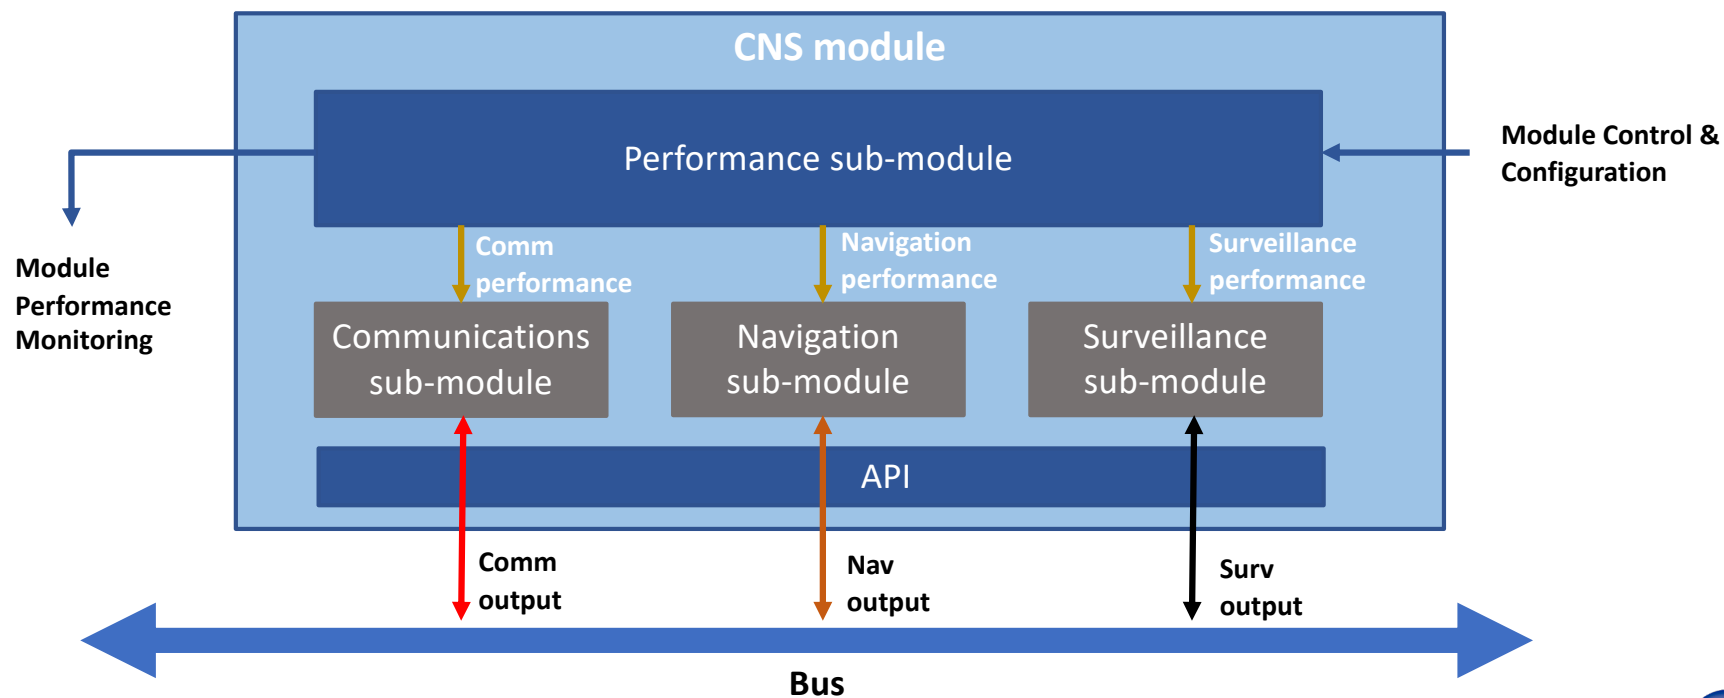 CNS module
Performance sub-module
Module Control &
Configuration
Comm
performance
Navigation
performance
Surveillance
performance
Module
Performance
Monitoring
Communications
sub-module
Navigation
sub-module
Surveillance
sub-module
API
Comm
output
Nav
output
Surv
output
Bus